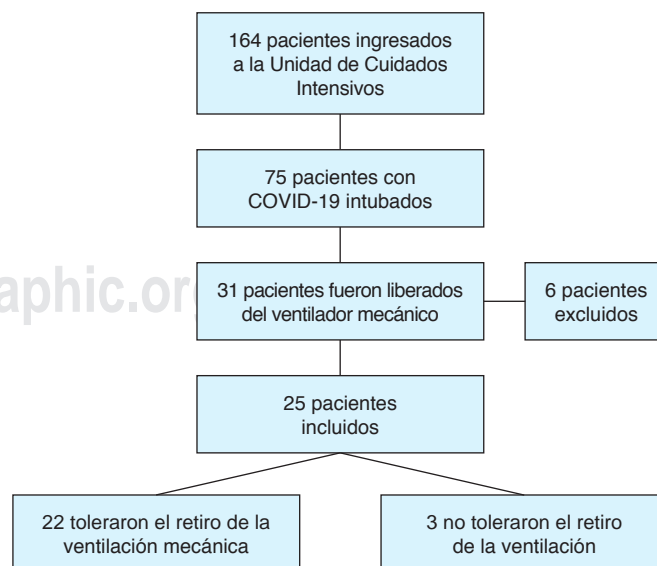 164 pacientes ingresados
a la Unidad de Cuidados
Intensivos
75 pacientes con
COVID-19 intubados
aphic.org
31 pacientes fueron liberados
del ventilador mecánico
6 pacientes
excluidos
25 pacientes
incluidos
22 toleraron el retiro de la
ventilación mecánica
3 no toleraron el retiro
de la ventilación